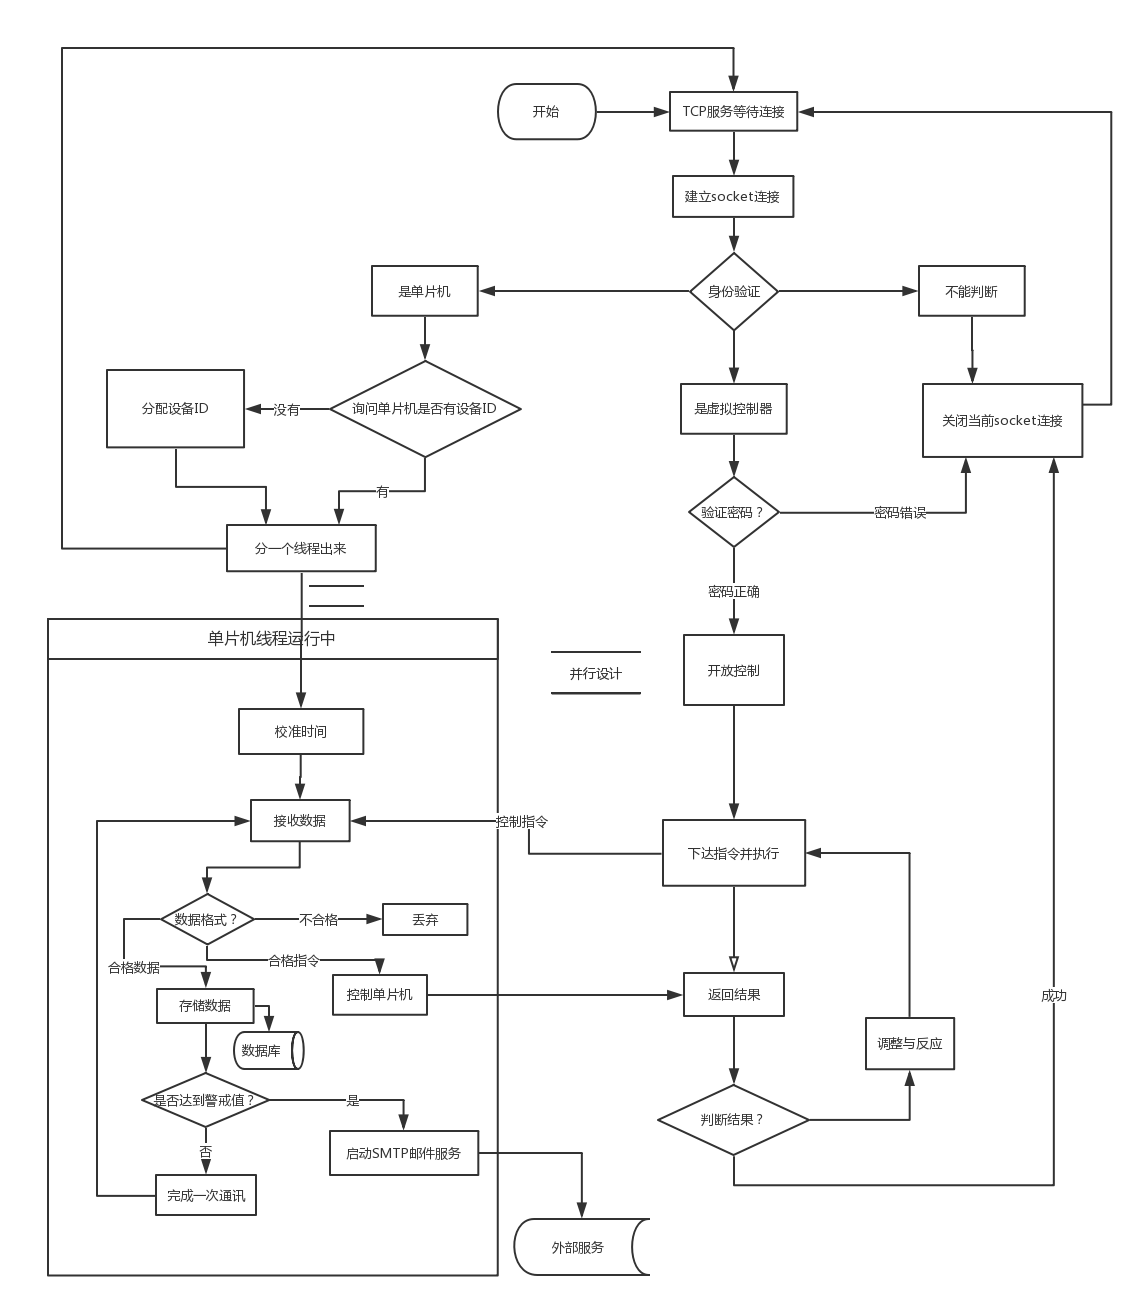 开始
TCP服务等待连接
建立socket连接
是单片机
身份验证
不能判断
分配设备ID
没有
询问单片机是否有设备ID
是虚拟控制器
关闭当前socket连接
有
验证密码？
密码错误
分一个线程出来
密码正确
单片机线程运行中
并行设计
开放控制
校准时间
接收数据
控制指令
下达指令并执行
数据格式？
不合格
丢弃
合格数据
合格指令
存储数据
控制单片机
返回结果
成功
数据库
调整与反应
是否达到警戒值？
是
判断结果？
否
启动SMTP邮件服务
完成一次通讯
外部服务